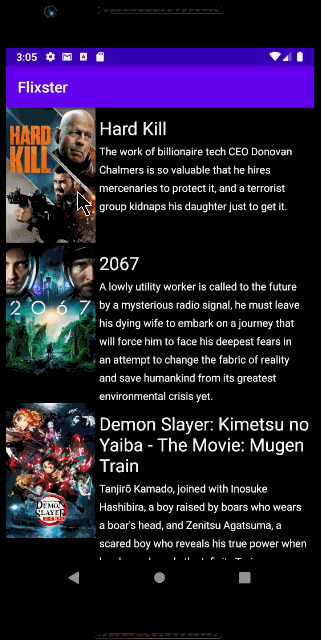 3:05
Flixster
HARD
KILL
Hard Kill
The work of billionaire tech CEO Donovan
Chalmers is so valuable that he hires
mercenaries to protect it, and a terrorist
group kidnaps his daughter just to get it.
2067
2067
A lowly utility worker is called to the future
by a mysterious radio signal, he must leave
his dying wife to embark on a journey that
will force him to face his deepest fears in
an attempt to change the fabric of reality
and save humankind from its greatest
environmental crisis yet.
DEMON
SLAYER
Demon Slayer: Kimetsu no
Yaiba - The Movie: Mugen
Train
Tanjirō Kamado, joined with Inosuke
Hashibira, a boy raised by boars who wears
a boar's head, and Zenitsu Agatsuma, a
scared boy who reveals his true power when